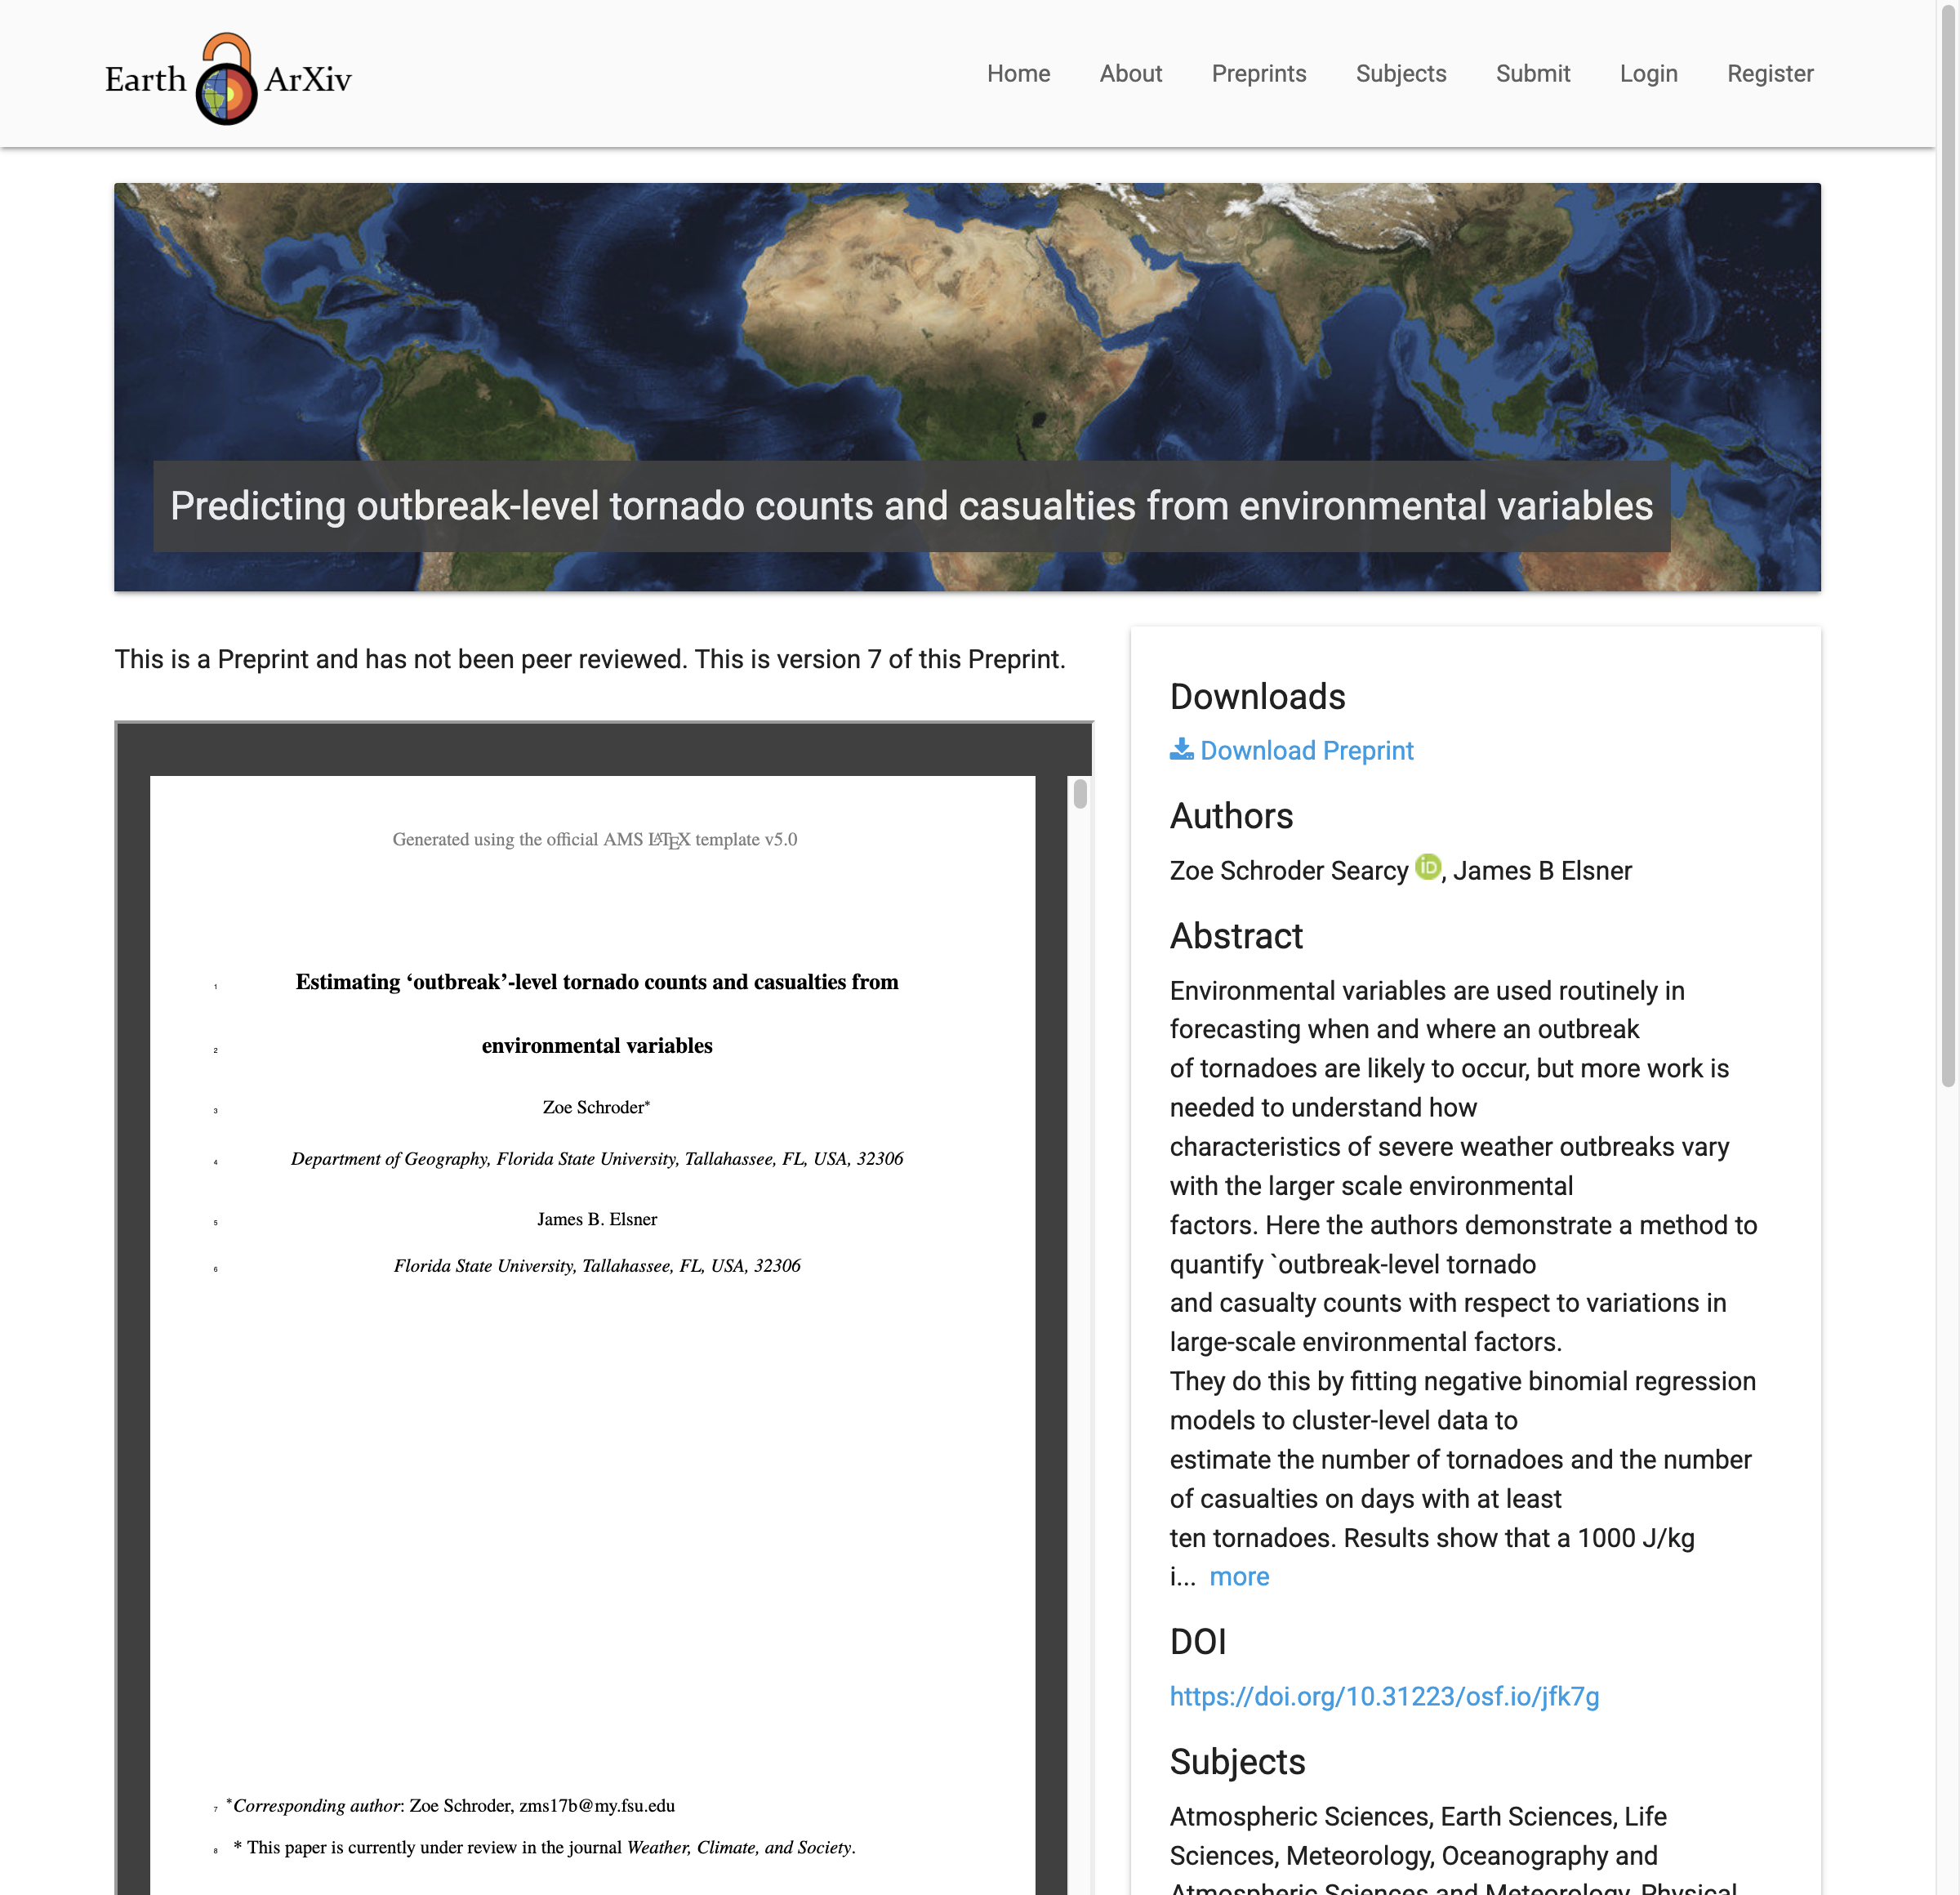 Earth ArXiv
Home About Preprints Subjects Submit Login Register
Predicting outbreak-level tornado counts and casualties from environmental variables
This is a Preprint and has not been peer reviewed. This is version 7 of this Preprint.
Generated using the official AMS LATEX template v5.0
1 Estimating ‘outbreak’-level tornado counts and casualties from
2 environmental variables
3 Zoe Schroder*
4 Department of Geography, Florida State University, Tallahassee, FL, USA, 32306
5 James B. Elsner
6 Florida State University, Tallahassee, FL, USA, 32306
7 *Corresponding author: Zoe Schroder, zms17b@my.fsu.edu
8 * This paper is currently under review in the journal Weather, Climate, and Society.
Downloads
Download Preprint
Authors
Zoe Schroder Searcy iD, James B Elsner
Abstract
Environmental variables are used routinely in
forecasting when and where an outbreak
of tornadoes are likely to occur, but more work is
needed to understand how
characteristics of severe weather outbreaks vary
with the larger scale environmental
factors. Here the authors demonstrate a method to
quantify `outbreak-level tornado
and casualty counts with respect to variations in
large-scale environmental factors.
They do this by fitting negative binomial regression
models to cluster-level data to
estimate the number of tornadoes and the number
of casualties on days with at least
ten tornadoes. Results show that a 1000 J/kg
i... more
DOI
https://doi.org/10.31223/osf.io/jfk7g
Subjects
Atmospheric Sciences, Earth Sciences, Life
Sciences, Meteorology, Oceanography and
Atmospheric Sciences and Meteorology, Physical